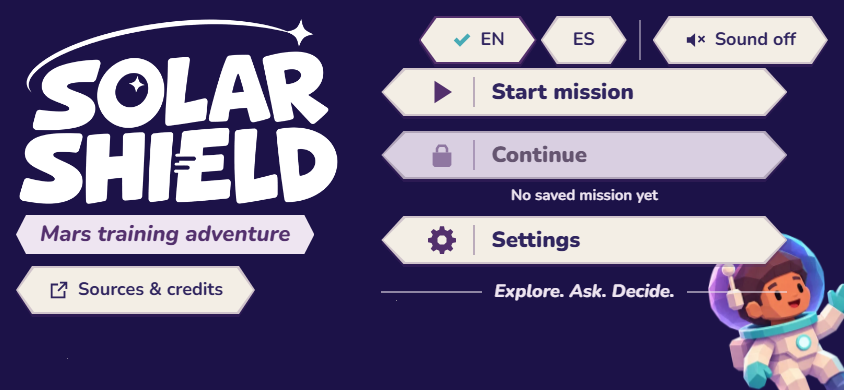 SOLAR
SHIELD
Mars training adventure
Sources & credits
EN
ES
Sound off
Start mission
Continue
No saved mission yet
Settings
Explore. Ask. Decide.